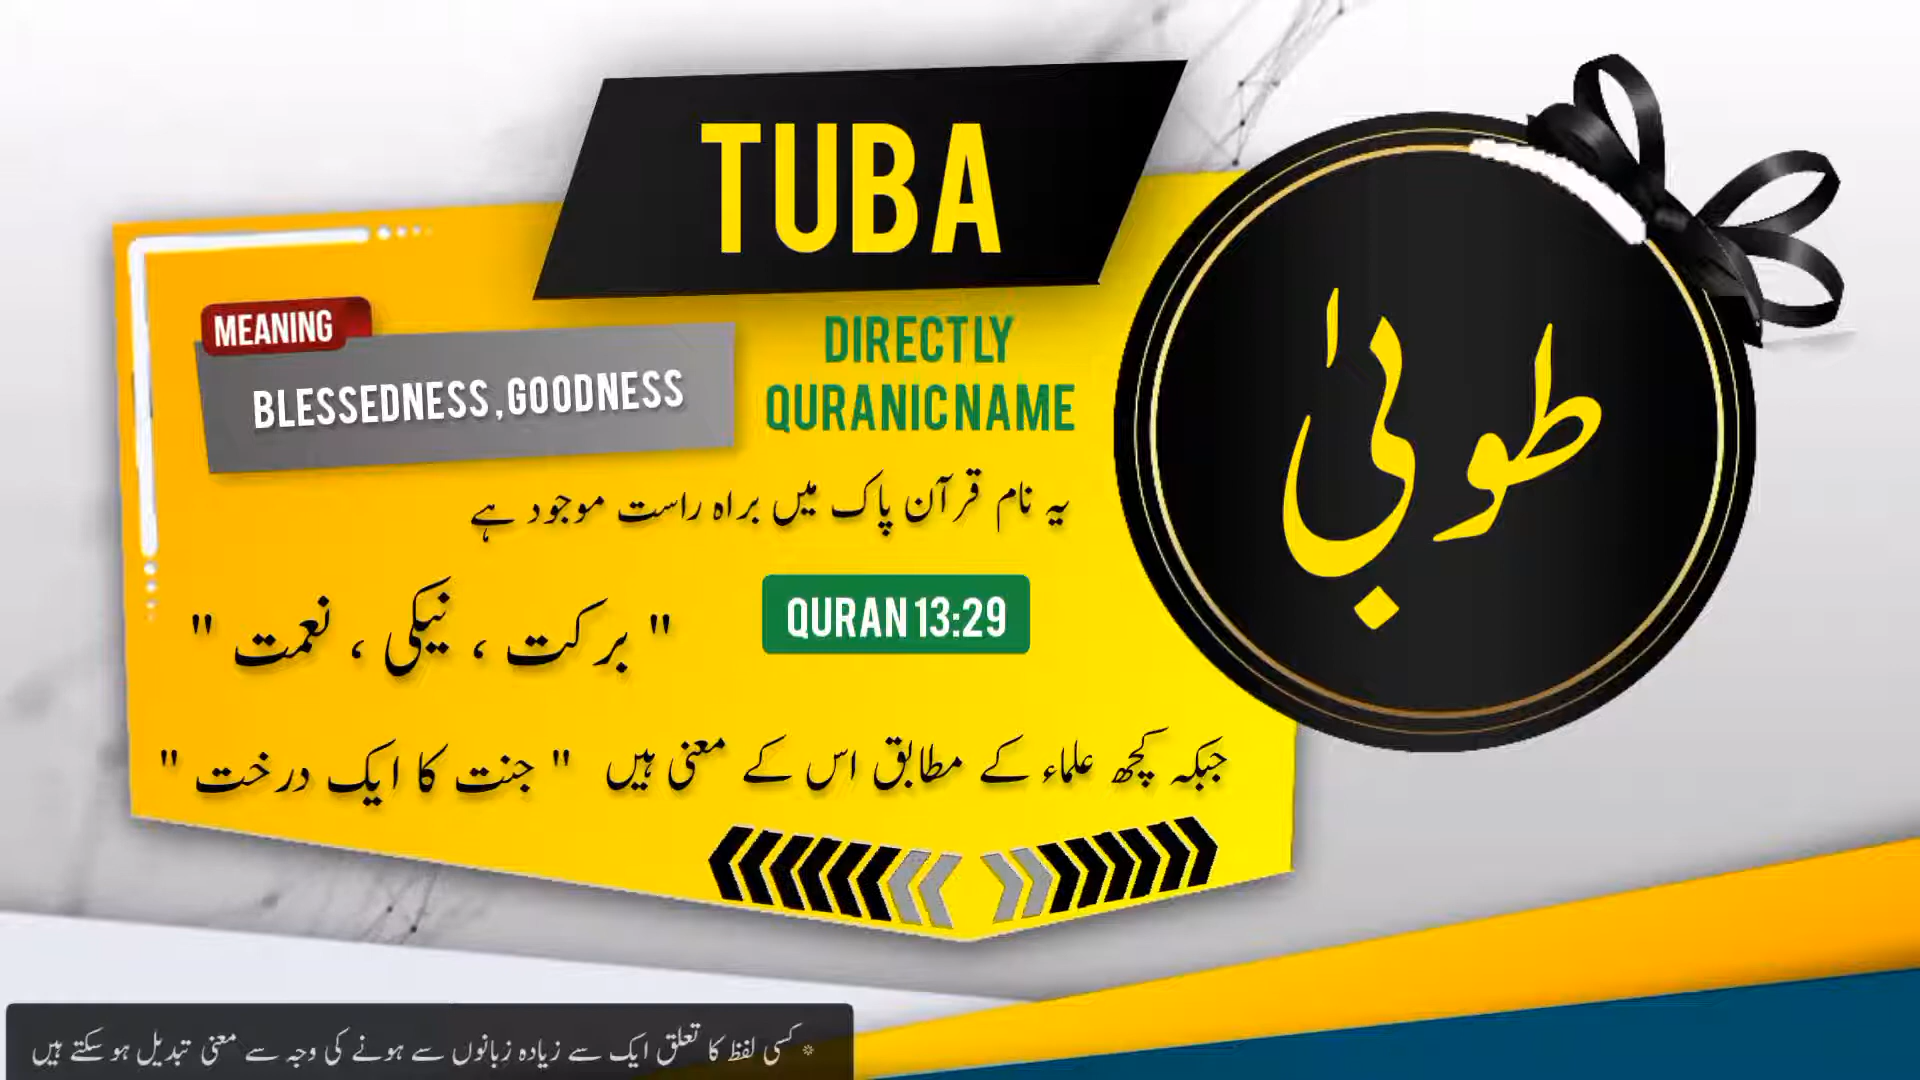 TUBA
MEANING
BLESSEDNESS, GOODNESS
DIRECTLY
QURANIC NAME
طوبیٰ
یہ نام قرآن پاک میں براہ راست موجود ہے
" برکت ، نیکی ، نعمت "
QURAN 13:29
جبکہ کچھ علماء کے مطابق اس کے معنی ہیں " جنت کا ایک درخت "
* کسی لفظ کا تعلق ایک سے زیادہ زبانوں سے ہونے کی وجہ سے معنی تبدیل ہو سکتے ہیں